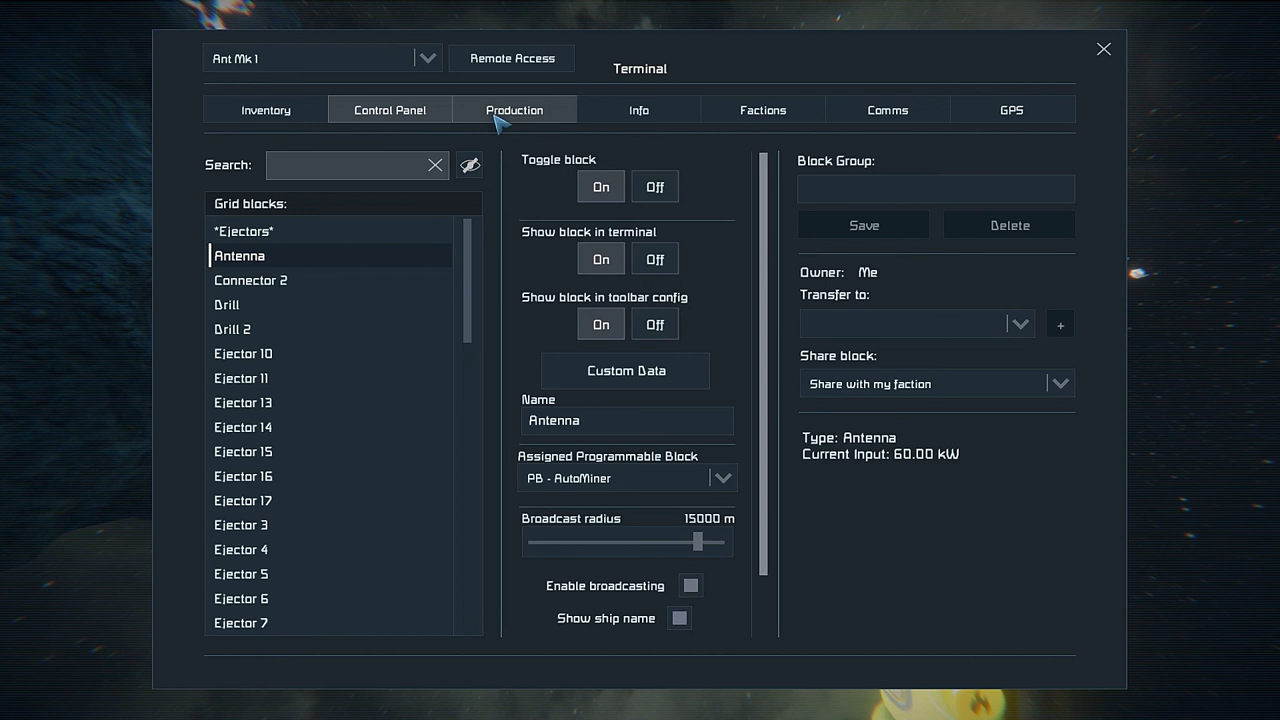 Ant Mk1
Remote Access
Terminal
Inventory
Control Panel
Production
Info
Factions
Comms
GPS
Search:
Grid blocks:
*Ejectors*
Antenna
Connector 2
Drill
Drill 2
Ejector 10
Ejector 11
Ejector 13
Ejector 14
Ejector 15
Ejector 16
Ejector 17
Ejector 3
Ejector 4
Ejector 5
Ejector 6
Ejector 7
Toggle block
On Off
Show block in terminal
On Off
Show block in toolbar config
On Off
Custom Data
Name
Antenna
Assigned Programmable Block
PB - AutoMiner
Broadcast radius 15000 m
Enable broadcasting
Show ship name
Block Group:
Save Delete
Owner: Me
Transfer to:
+
Share block:
Share with my faction
Type: Antenna
Current Input: 60.00 kW